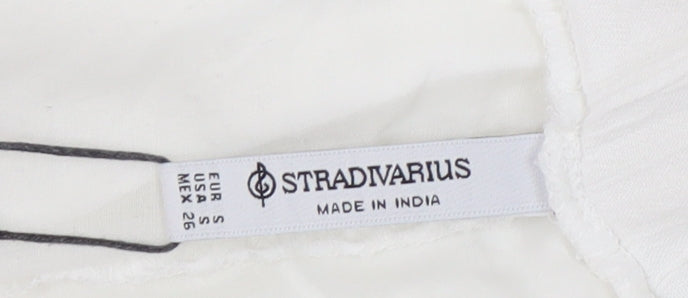 STRADIVARIUS
MADE IN INDIA
EUR S
USA S
MEX 26